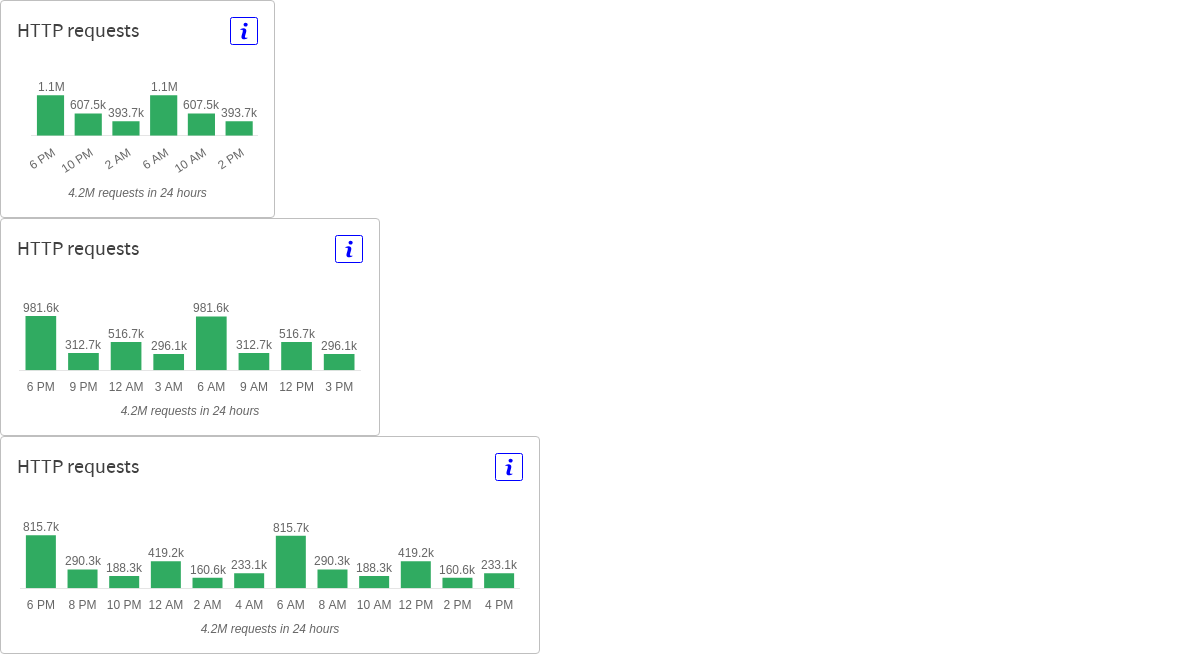 HTTP requests i
1.1M 607.5k 393.7k 1.1M 607.5k 393.7k
6 PM 10 PM 2 AM 6 AM 10 AM 2 PM
4.2M requests in 24 hours
HTTP requests i
981.6k 312.7k 516.7k 296.1k 981.6k 312.7k 516.7k 296.1k
6 PM 9 PM 12 AM 3 AM 6 AM 9 AM 12 PM 3 PM
4.2M requests in 24 hours
HTTP requests i
815.7k 290.3k 188.3k 419.2k 160.6k 233.1k 815.7k 290.3k 188.3k 419.2k 160.6k 233.1k
6 PM 8 PM 10 PM 12 AM 2 AM 4 AM 6 AM 8 AM 10 AM 12 PM 2 PM 4 PM
4.2M requests in 24 hours